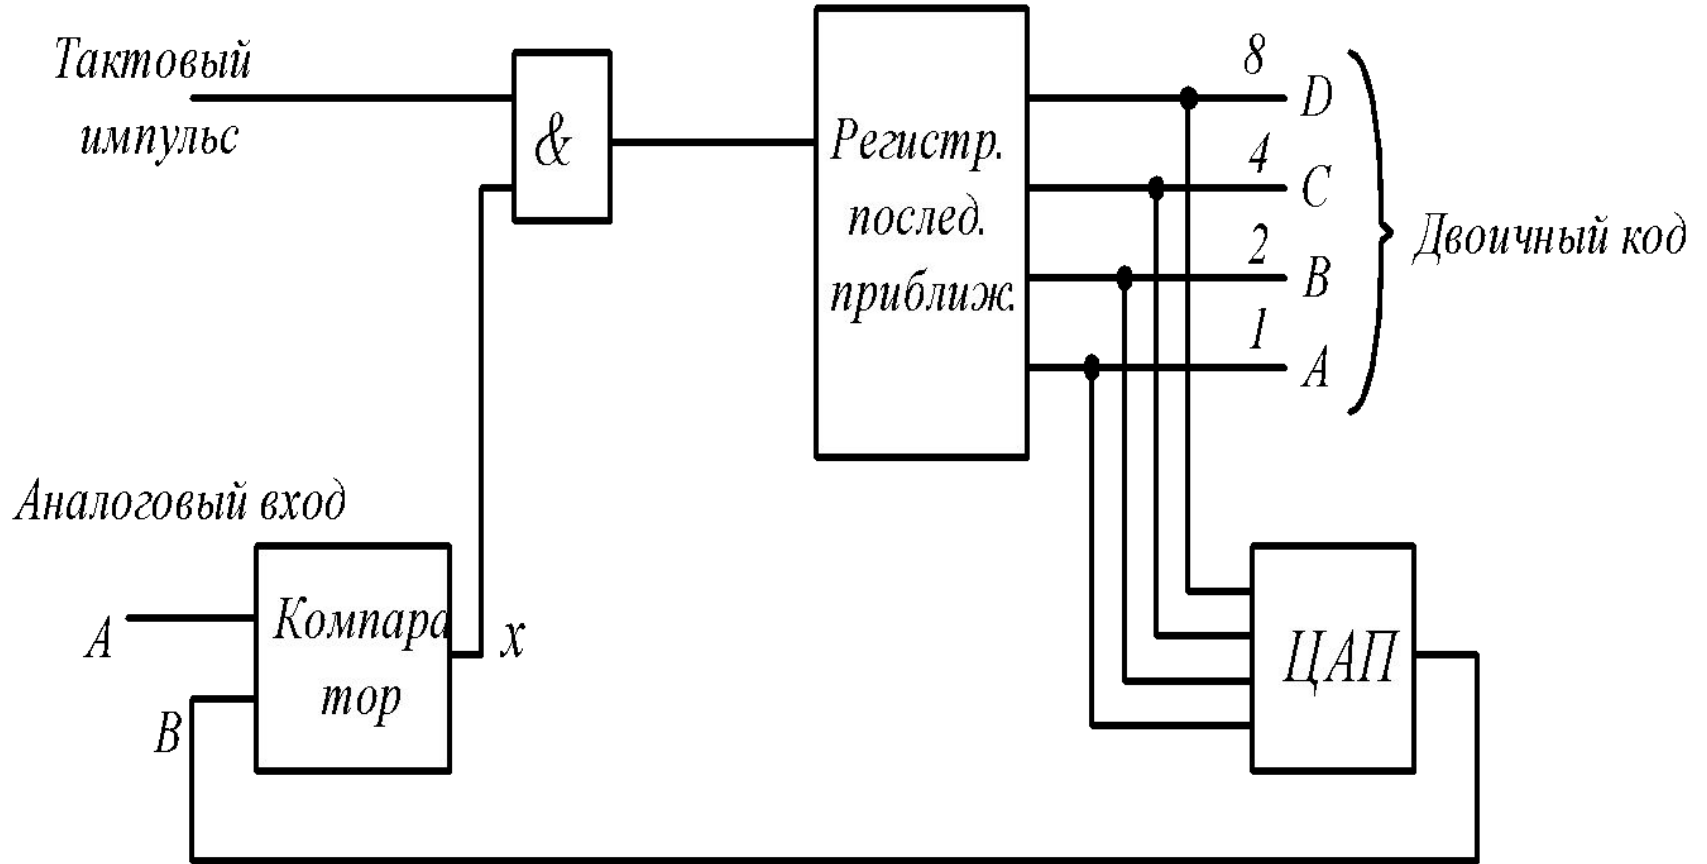 Тактовый
импульс
&
Регистр.
послед.
приближ.
8
D
4
C
2
B
1
A
Двоичный код
Аналоговый вход
A
B
Компара
тор
x
ЦАП